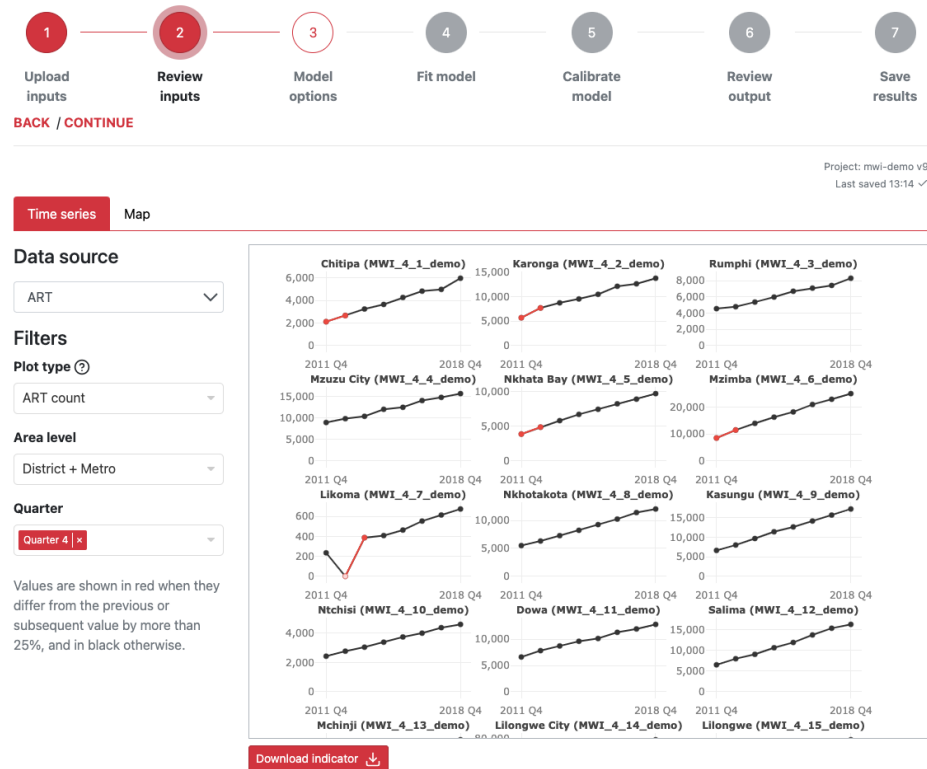 1
2
3
4
5
6
7
Upload inputs
Review inputs
Model options
Fit model
Calibrate model
Review output
Save results
BACK / CONTINUE
Project: mwi-demo v9
Last saved 13:14
Time series
Map
Data source
ART
Filters
Plot type ?
ART count
Area level
District + Metro
Quarter
Quarter 4 ×
Values are shown in red when they
differ from the previous or
subsequent value by more than
25%, and in black otherwise.
Chitipa (MWI_4_1_demo)
6,000
4,000
2,000
0
2011 Q4
2018 Q4
Karonga (MWI_4_2_demo)
15,000
10,000
5,000
0
2011 Q4
2018 Q4
Rumphi (MWI_4_3_demo)
8,000
6,000
4,000
2,000
0
2011 Q4
2018 Q4
Mzuzu City (MWI_4_4_demo)
15,000
10,000
5,000
0
2011 Q4
2018 Q4
Nkhata Bay (MWI_4_5_demo)
10,000
5,000
0
2011 Q4
2018 Q4
Mzimba (MWI_4_6_demo)
20,000
10,000
0
2011 Q4
2018 Q4
Likoma (MWI_4_7_demo)
600
400
200
0
2011 Q4
2018 Q4
Nkhotakota (MWI_4_8_demo)
10,000
5,000
0
2011 Q4
2018 Q4
Kasungu (MWI_4_9_demo)
15,000
10,000
5,000
0
2011 Q4
2018 Q4
Ntchisi (MWI_4_10_demo)
4,000
2,000
0
2011 Q4
2018 Q4
Dowa (MWI_4_11_demo)
10,000
5,000
0
2011 Q4
2018 Q4
Salima (MWI_4_12_demo)
15,000
10,000
5,000
0
2011 Q4
2018 Q4
Mchinji (MWI_4_13_demo)
Lilongwe City (MWI_4_14_demo)
Lilongwe (MWI_4_15_demo)
Download indicator